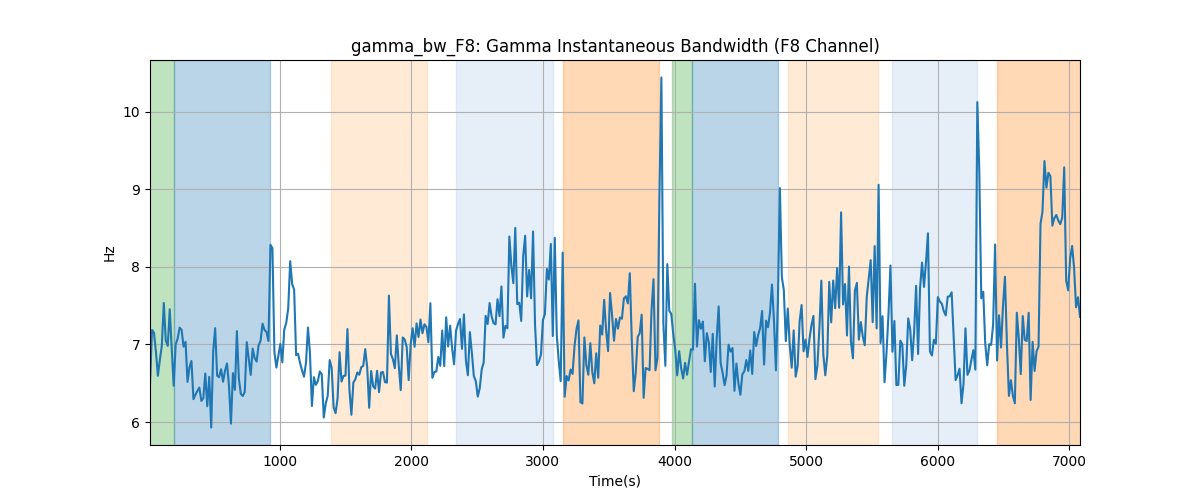 gamma_bw_F8: Gamma Instantaneous Bandwidth (F8 Channel)
10
9
8
7
6
Hz
1000 2000 3000 4000 5000 6000 7000
Time(s)